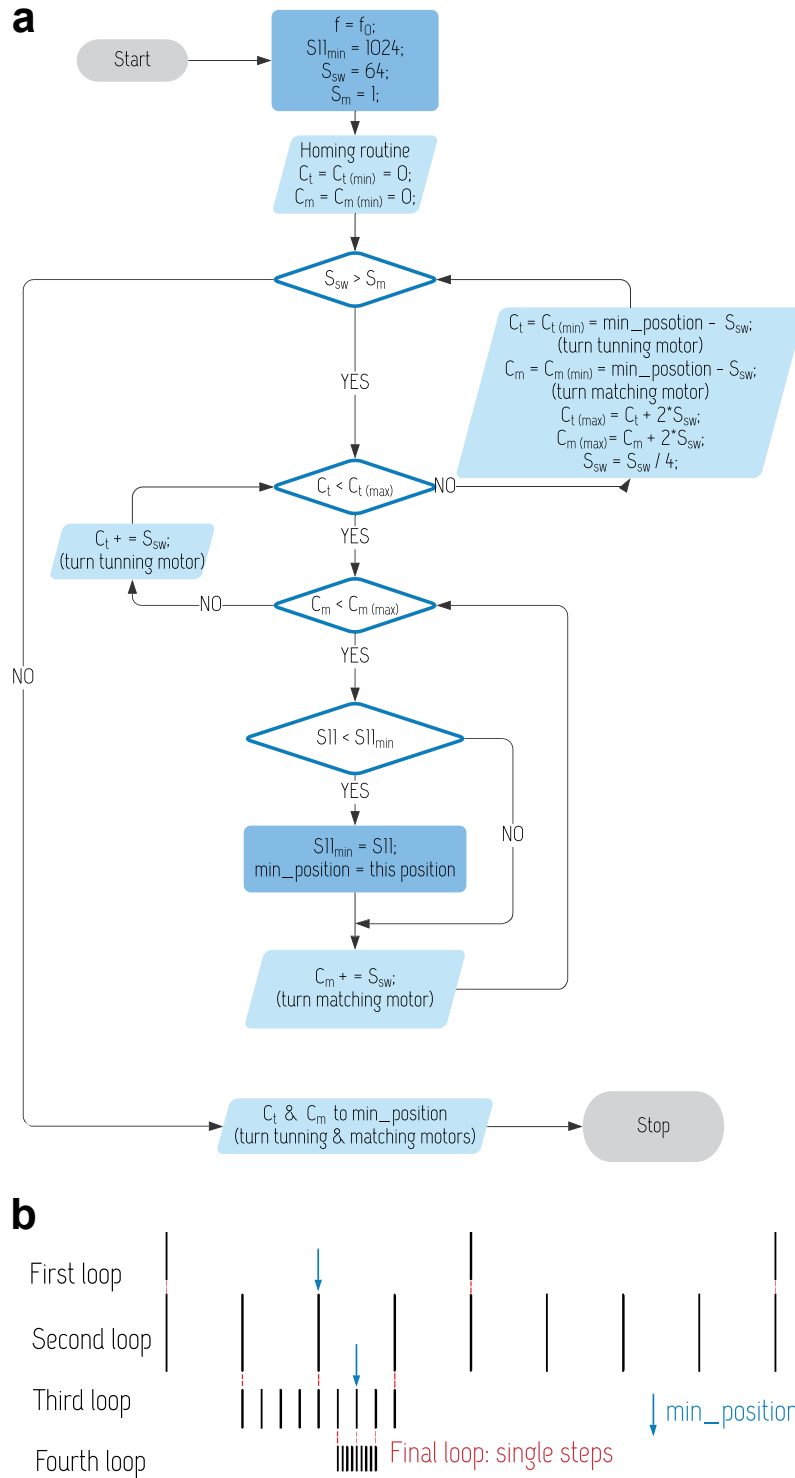 a
Start
f = f0;
S11min = 1024;
Ssw = 64;
Sm = 1;
Homing routine
Ct = Ct (min) = 0;
Cm = Cm (min) = 0;
Ssw > Sm
Ct = Ct (min) = min_posotion - Ssw;
(turn tunning motor)
Cm = Cm (min) = min_posotion - Ssw;
(turn matching motor)
Ct (max) = Ct + 2*Ssw;
Cm (max) = Cm + 2*Ssw;
Ssw = Ssw / 4;
YES
Ct < Ct (max)
NO
Ct + = Ssw;
(turn tunning motor)
YES
Cm < Cm (max)
NO
YES
NO
S11 < S11min
YES
NO
S11min = S11;
min_position = this position
Cm + = Ssw;
(turn matching motor)
Ct & Cm to min_position
(turn tunning & matching motors)
Stop
b
First loop
Second loop
Third loop
min_position
Fourth loop
Final loop: single steps